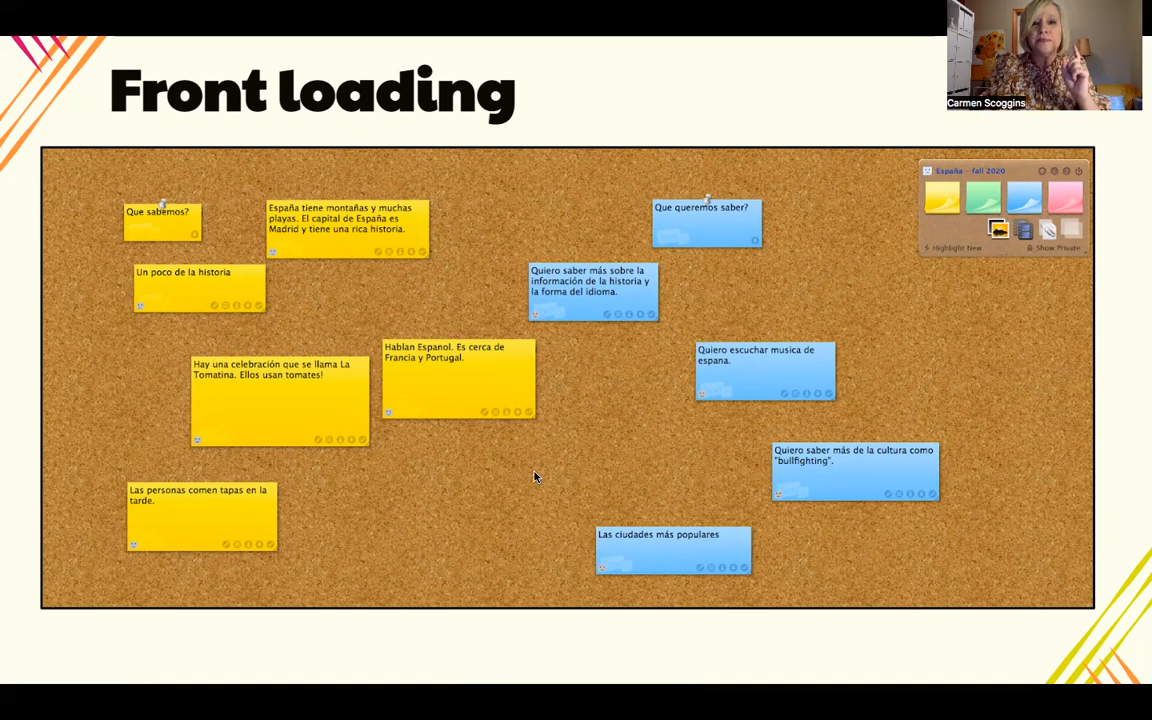 Front loading
Carmen Scoggins
Que sabemos?
España tiene montañas y muchas
playas. El capital de España es
Madrid y tiene una rica historia.
Un poco de la historia
Hay una celebración que se llama La
Tomatina. Ellos usan tomates!
Hablan Espanol. Es cerca de
Francia y Portugal.
Las personas comen tapas en la
tarde.
Que queremos saber?
Quiero saber más sobre la
información de la historia y
la forma del idioma.
Quiero escuchar musica de
espana.
Quiero saber más de la cultura como
"bullfighting".
Las ciudades más populares
España - fall 2020
Highlight New
Show Private